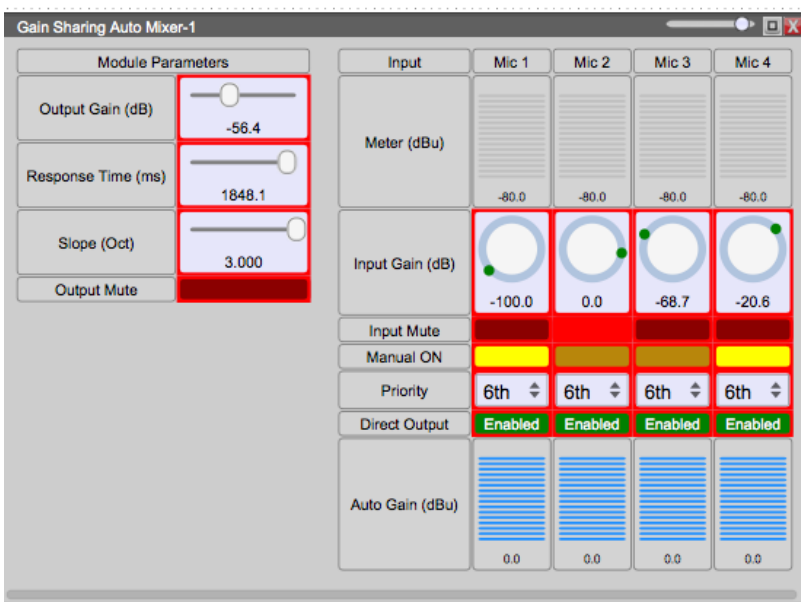 Gain Sharing Auto Mixer-1
X
Module Parameters
Output Gain (dB)
-56.4
Response Time (ms)
1848.1
Slope (Oct)
3.000
Output Mute
Input Mic 1 Mic 2 Mic 3 Mic 4
Meter (dBu)
-80.0 -80.0 -80.0 -80.0
Input Gain (dB)
-100.0 0.0 -68.7 -20.6
Input Mute
Manual ON
Priority 6th 6th 6th 6th
Direct Output Enabled Enabled Enabled Enabled
Auto Gain (dBu)
0.0 0.0 0.0 0.0